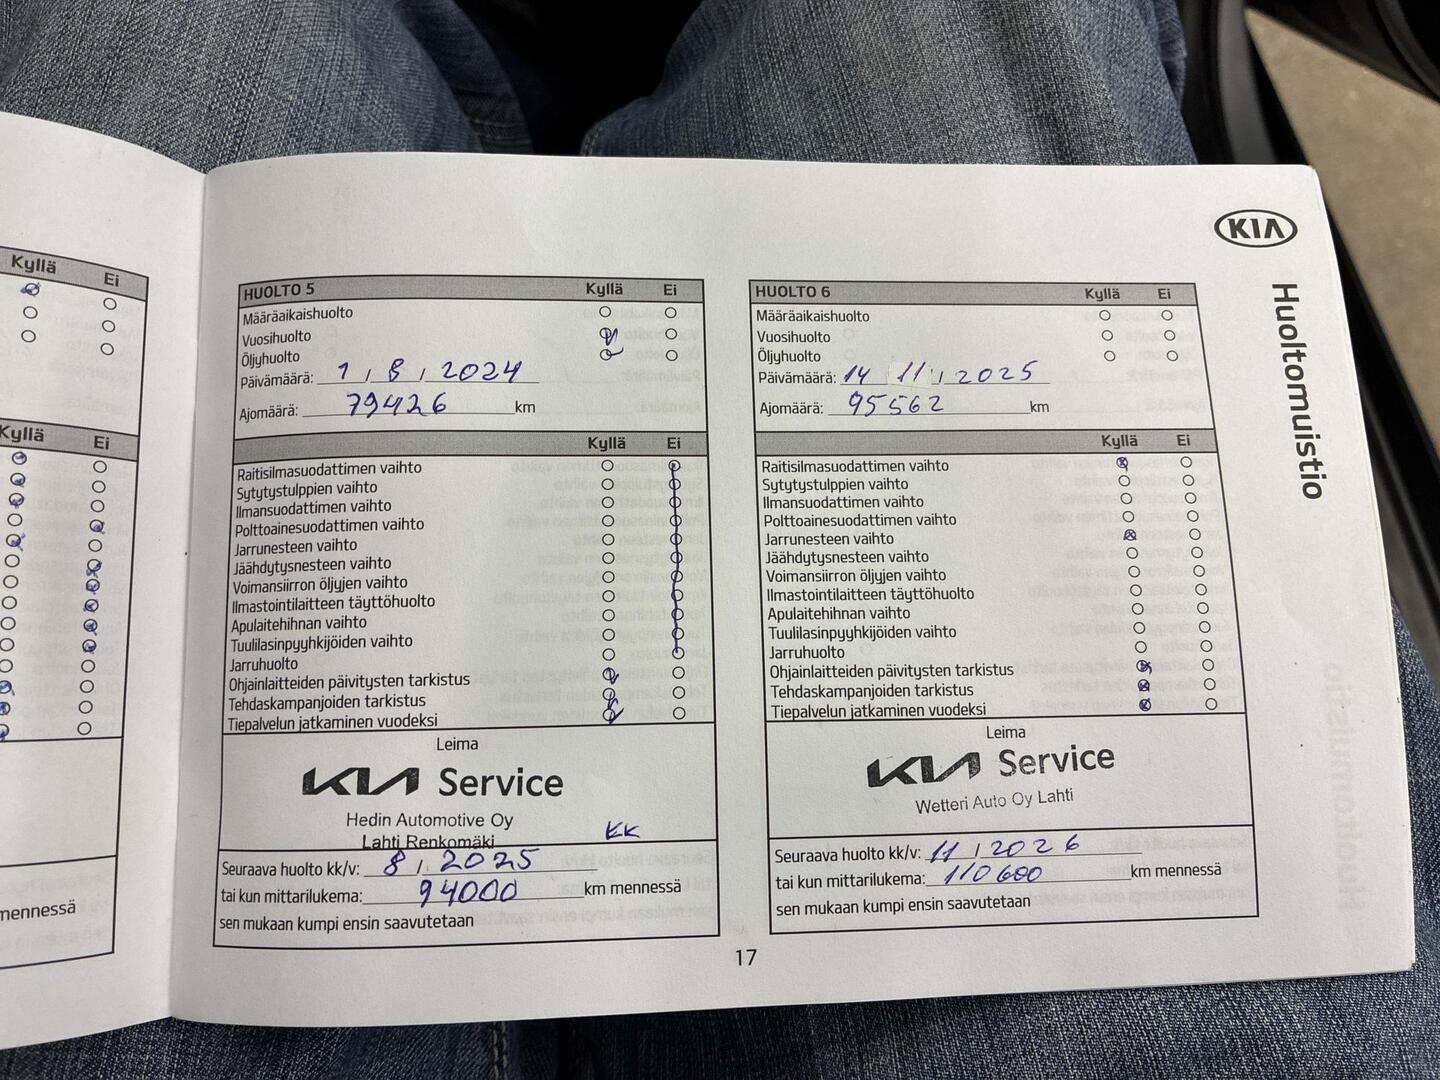 Kyllä Ei
Kyllä Ei
mennessä
HUOLTO 5 Kyllä Ei
Määräaikaishuolto
Vuosihuolto
Öljyhuolto
Päivämäärä: 1 / 8 / 2024
Ajomäärä: 79426 km
Kyllä Ei
Raitisilmasuodattimen vaihto
Sytytystulppien vaihto
Ilmansuodattimen vaihto
Polttoainesuodattimen vaihto
Jarrunesteen vaihto
Jäähdytysnesteen vaihto
Voimansiirron öljyjen vaihto
Ilmastointilaitteen täyttöhuolto
Apulaitehihnan vaihto
Tuulilasinpyyhkijöiden vaihto
Jarruhuolto
Ohjainlaitteiden päivitysten tarkistus
Tehdaskampanjoiden tarkistus
Tiepalvelun jatkaminen vuodeksi
Leima
KIA Service
Hedin Automotive Oy
Lahti Renkomäki
KK
Seuraava huolto kk/v: 8 / 2025
tai kun mittarilukema: 94000 km mennessä
sen mukaan kumpi ensin saavutetaan
HUOLTO 6 Kyllä Ei
Määräaikaishuolto
Vuosihuolto
Öljyhuolto
Päivämäärä: 14 11 / 2025
Ajomäärä: 95562 km
Kyllä Ei
Raitisilmasuodattimen vaihto
Sytytystulppien vaihto
Ilmansuodattimen vaihto
Polttoainesuodattimen vaihto
Jarrunesteen vaihto
Jäähdytysnesteen vaihto
Voimansiirron öljyjen vaihto
Ilmastointilaitteen täyttöhuolto
Apulaitehihnan vaihto
Tuulilasinpyyhkijöiden vaihto
Jarruhuolto
Ohjainlaitteiden päivitysten tarkistus
Tehdaskampanjoiden tarkistus
Tiepalvelun jatkaminen vuodeksi
Leima
KIA Service
Wetteri Auto Oy Lahti
Seuraava huolto kk/v: 11 / 2026
tai kun mittarilukema: 110600 km mennessä
sen mukaan kumpi ensin saavutetaan
KIA
Huoltomuistio
17